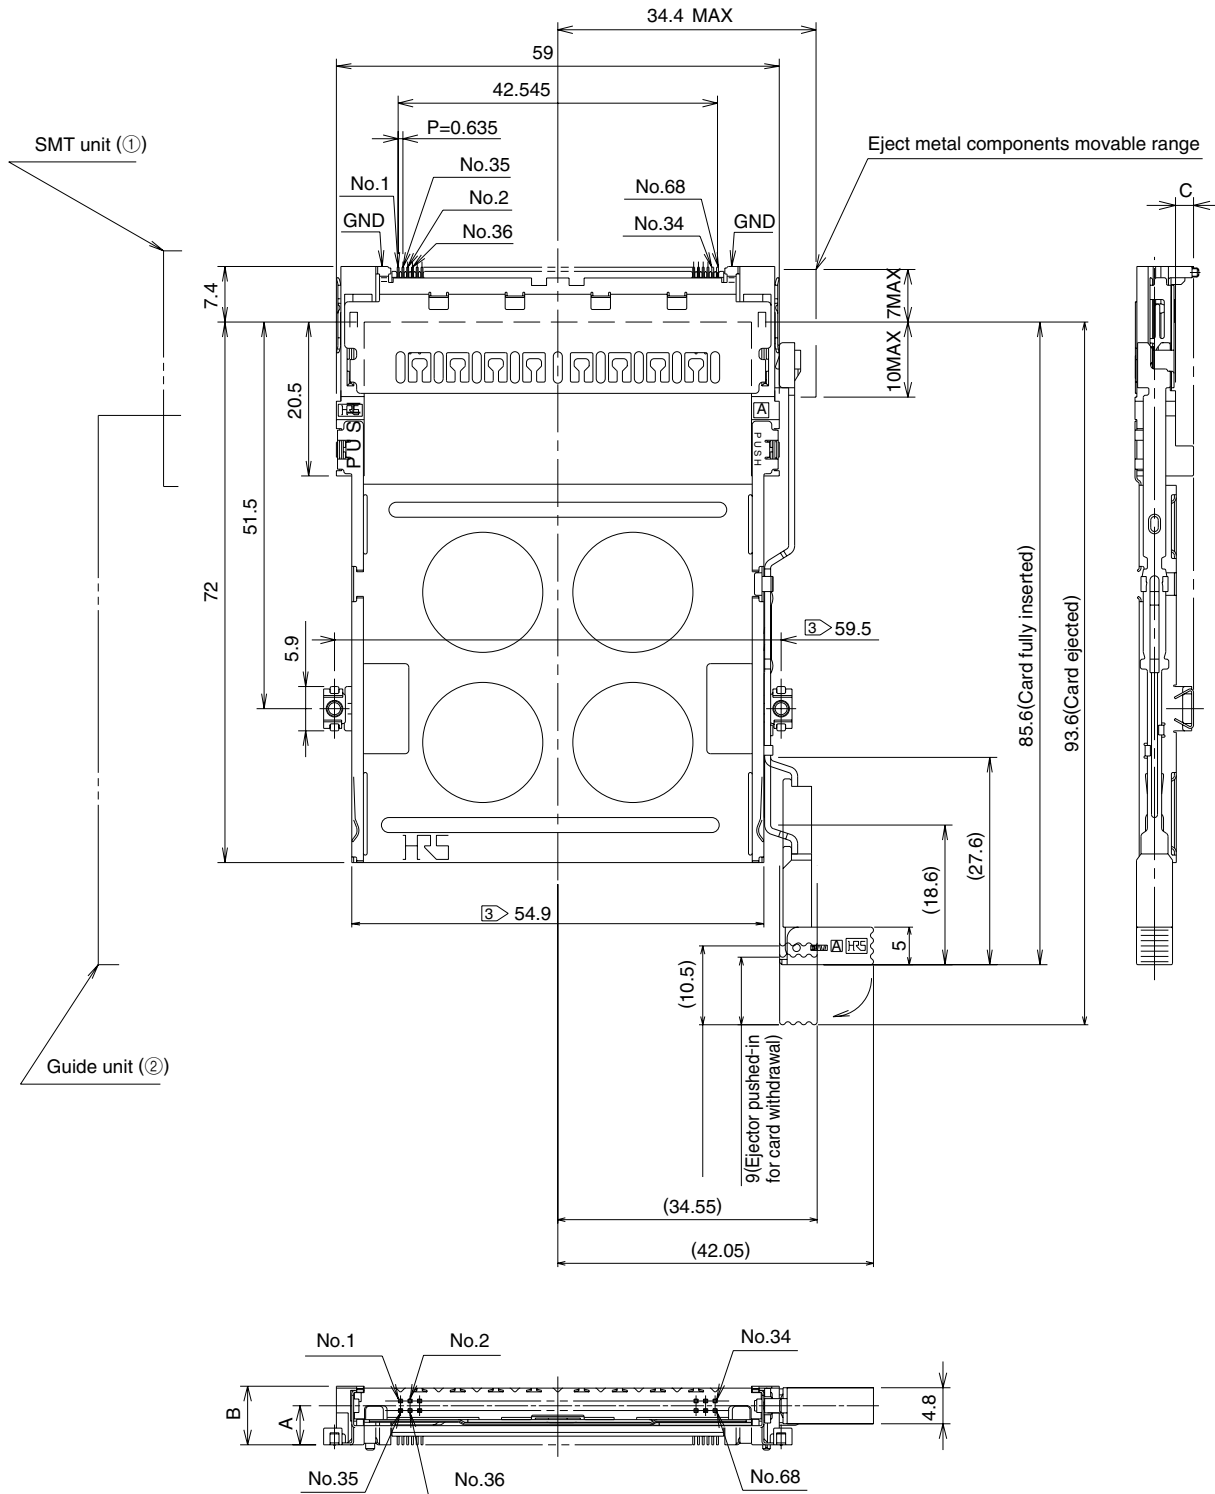 34.4 MAX
59
42.545
P=0.635
SMT unit (①)
Eject metal components movable range
No.35
No.68
No.1
No.2
C
GND
No.36
No.34
GND
7.4
7MAX
10MAX
20.5
HRS
A
PUSH
PUSH
51.5
72
5.9
3 59.5
85.6(Card fully inserted)
93.6(Card ejected)
HRS
(27.6)
(18.6)
3 54.9
A HRS
5
(10.5)
9(Ejector pushed-in
for card withdrawal)
Guide unit (②)
(34.55)
(42.05)
No.1
No.2
No.34
B
A
4.8
No.35
No.36
No.68